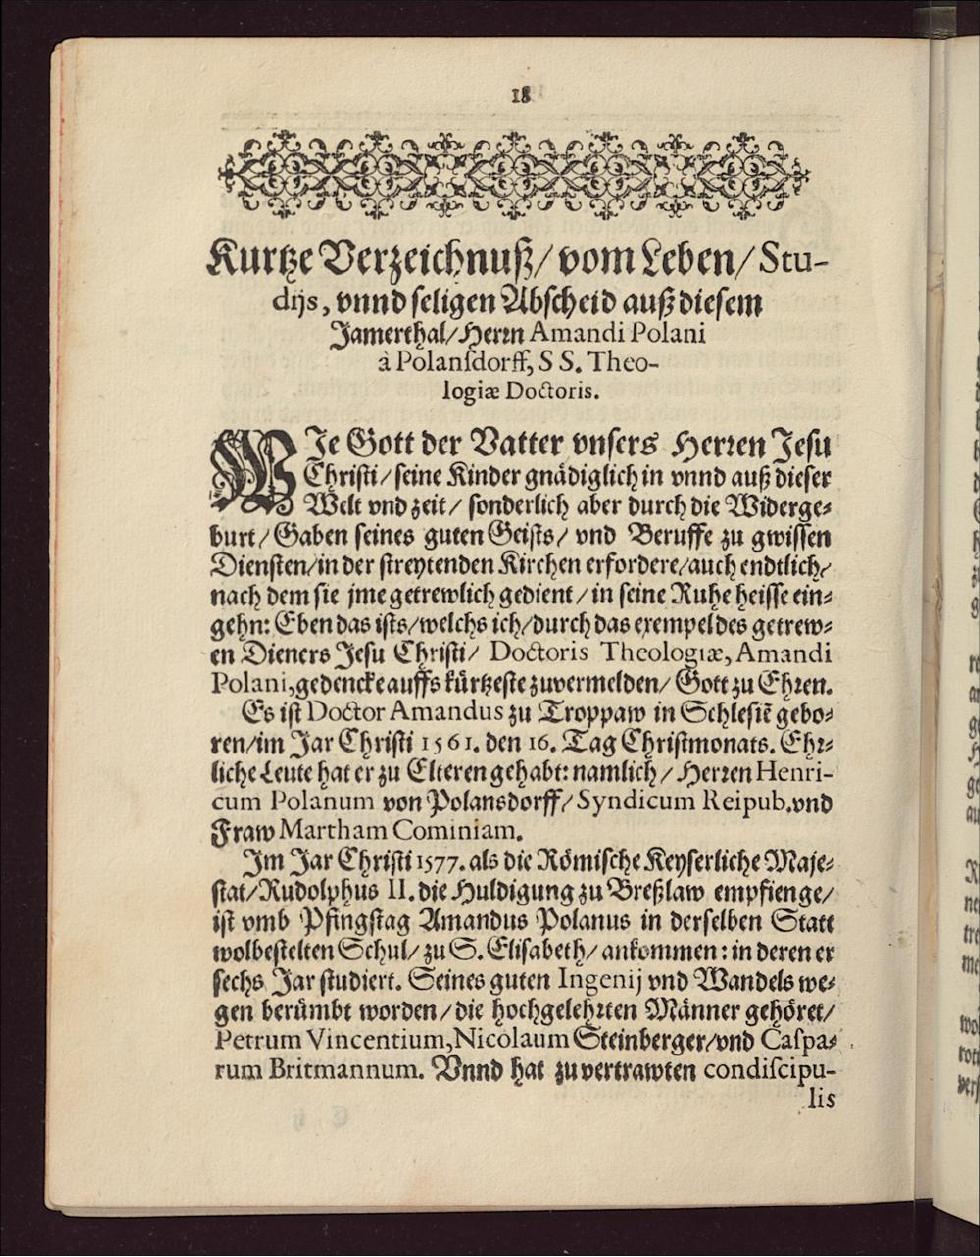 18
Kurtze Verzeichnuß/ vom Leben/ Stu-
dijs, vnnd seligen Abscheid auß diesem
Jamerthal/ Herrn Amandi Polani
à Polansdorff, S S. Theo-
logiæ Doctoris.
WJe Gott der Vatter vnsers Herren Jesu
Christi/ seine Kinder gnädiglich in vnnd auß dieser
Welt vnd zeit/ sonderlich aber durch die Widerge-
burt/ Gaben seines guten Geists/ vnd Beruffe zu gwissen
Diensten/ in der streytenden Kirchen erfordere/ auch endtlich/
nach dem sie jme getrewlich gedient/ in seine Ruhe heisse ein-
gehn: Eben das ists/ welchs ich/ durch das exempel des getrew-
en Dieners Jesu Christi/ Doctoris Theologiæ, Amandi
Polani, gedencke auffs kürtzeste zuvermelden/ Gott zu Ehren.
Es ist Doctor Amandus zu Troppaw in Schlesiē gebo-
ren/ im Jar Christi 1561. den 16. Tag Christmonats. Ehr-
liche Leute hat er zu Elteren gehabt: namlich/ Herren Henri-
cum Polanum von Polansdorff/ Syndicum Reipub. vnd
Fraw Martham Cominiam.
Im Jar Christi 1577. als die Römische Keyserliche Maje-
stat/ Rudolphus II. die Huldigung zu Breßlaw empfienge/
ist vmb Pfingstag Amandus Polanus in derselben Statt
wolbestelten Schul/ zu S. Elisabeth/ ankommen: in deren er
sechs Jar studiert. Seines guten Ingenij vnd Wandels we-
gen berümbt worden/ die hochgelehrten Männer gehöret/
Petrum Vincentium, Nicolaum Steinberger/ vnd Caspa-
rum Britmannum. Vnnd hat zu vertrawten condiscipu-
lis